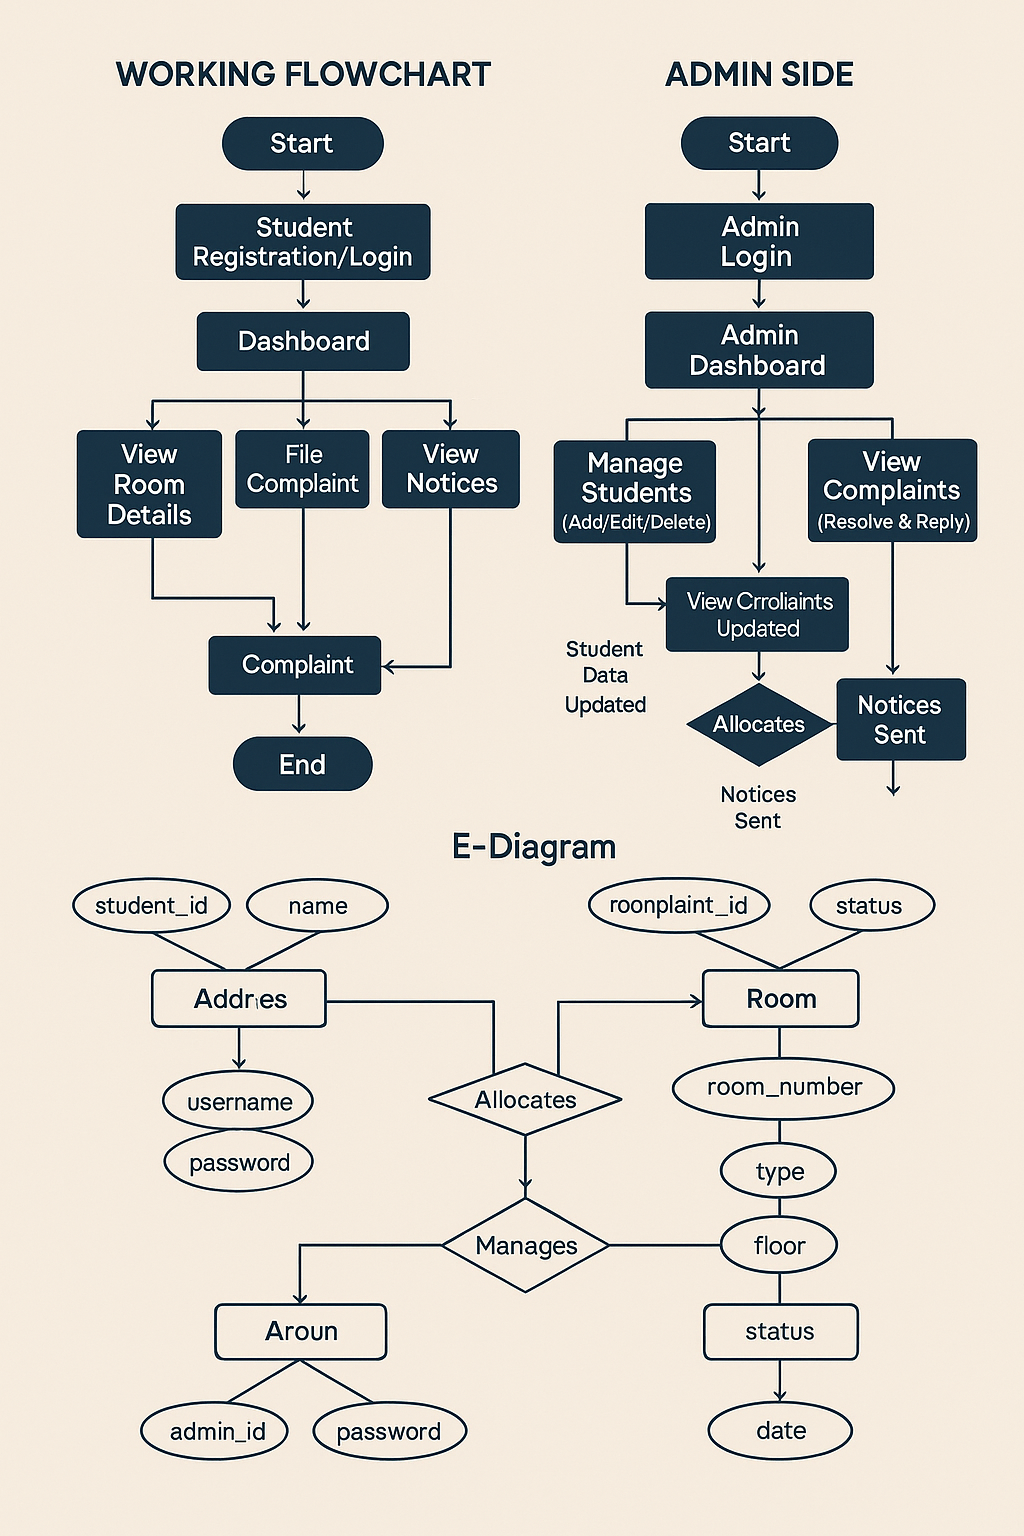 WORKING FLOWCHART
Start
Student
Registration/Login
Dashboard
View
Room
Details
File
Complaint
View
Notices
Complaint
End
ADMIN SIDE
Start
Admin
Login
Admin
Dashboard
Manage
Students
(Add/Edit/Delete)
View
Complaints
(Resolve & Reply)
View Crroliaints
Updated
Student
Data
Updated
Allocates
Notices
Sent
Notices
Sent
E-Diagram
student_id
name
Addries
username
password
roonplaint_id
status
Room
Allocates
room_number
type
Manages
floor
Aroun
status
admin_id
password
date